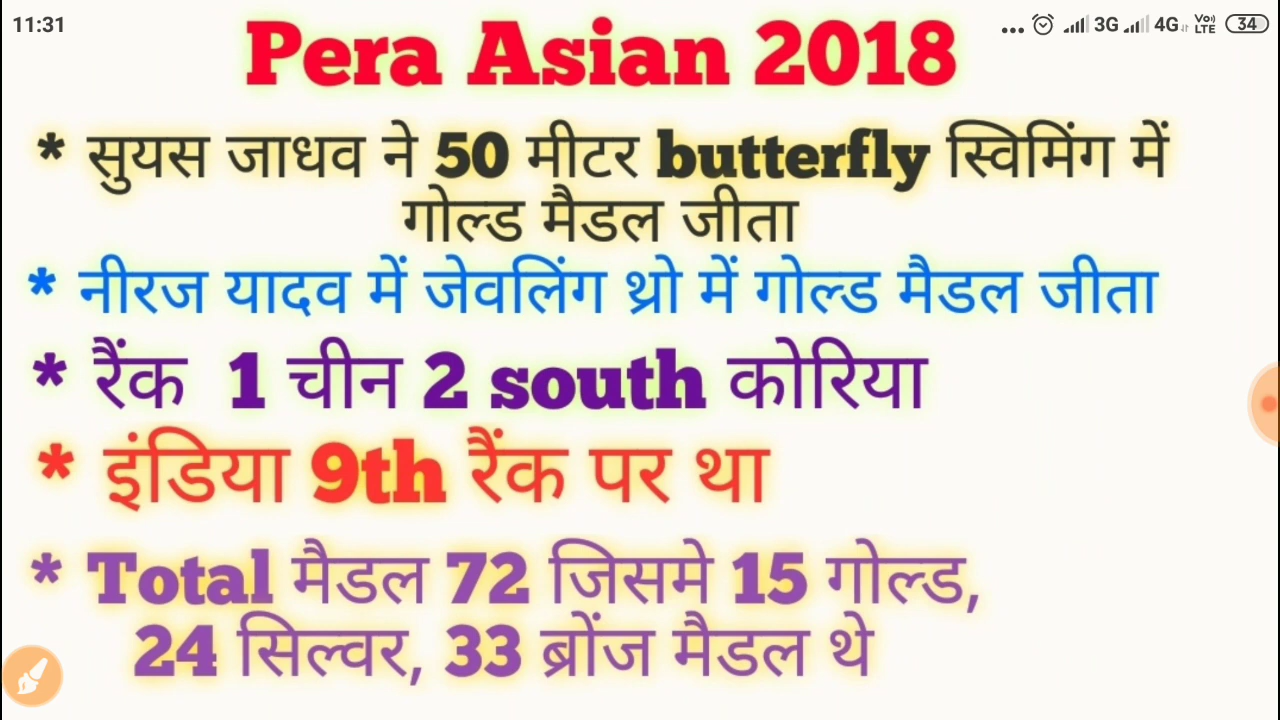 11:31
... 3G 4G Vo)) LTE 34
Pera Asian 2018
* सुयस जाधव ने 50 मीटर butterfly स्विमिंग में
गोल्ड मैडल जीता
* नीरज यादव में जेवलिंग थ्रो में गोल्ड मैडल जीता
* रैंक 1 चीन 2 south कोरिया
* इंडिया 9th रैंक पर था
* Total मैडल 72 जिसमे 15 गोल्ड,
24 सिल्वर, 33 ब्रोंज मैडल थे